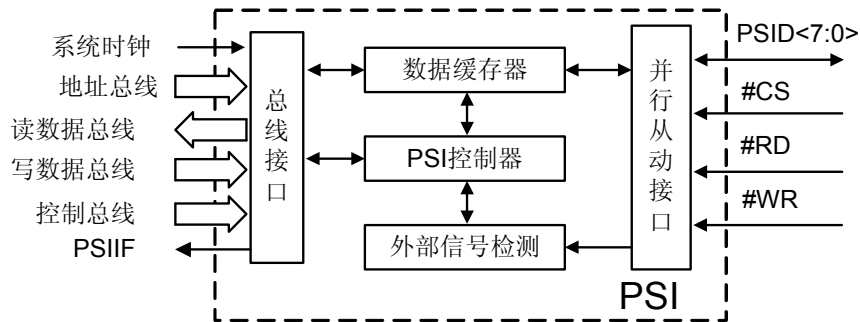 系统时钟
地址总线
读数据总线
写数据总线
控制总线
PSIIF
总线接口
数据缓存器
PSI控制器
外部信号检测
并行从动接口
PSI
PSID<7:0>
#CS
#RD
#WR